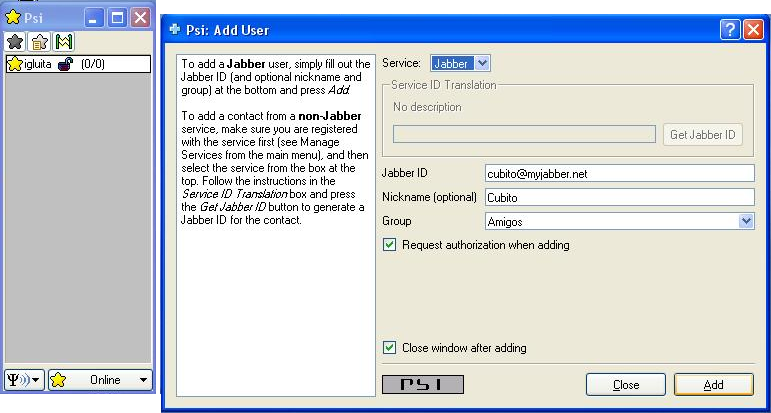 Psi
igluita (0/0)
Online
Psi: Add User
To add a Jabber user, simply fill out the
Jabber ID (and optional nickname and
group) at the bottom and press Add.
To add a contact from a non-Jabber
service, make sure you are registered
with the service first (see Manage
Services from the main menu), and then
select the service from the box at the
top. Follow the instructions in the
Service ID Translation box and press
the Get Jabber ID button to generate a
Jabber ID for the contact.
Service: Jabber
Service ID Translation
No description
Get Jabber ID
Jabber ID cubito@myjabber.net
Nickname (optional) Cubito
Group Amigos
Request authorization when adding
Close window after adding
PSI
Close Add